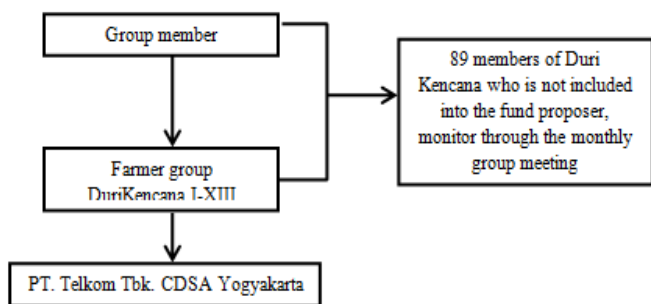 Group member
89 members of Duri
Kencana who is not included
into the fund proposer,
monitor through the monthly
group meeting
Farmer group
DuriKencana I-XIII
PT. Telkom Tbk. CDSA Yogyakarta